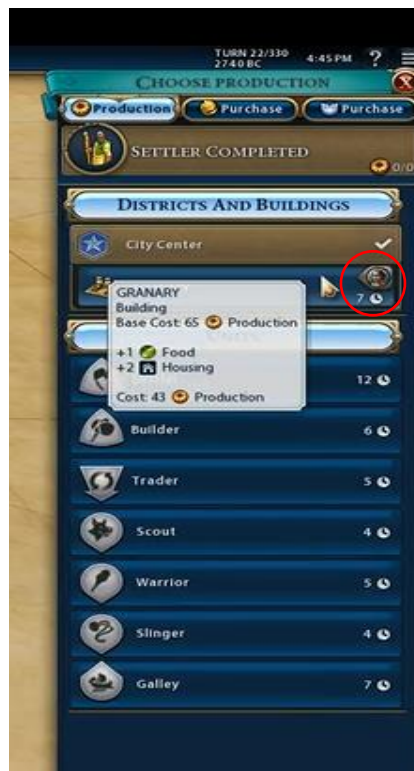 TURN 22/330
2740 BC
4:45 PM
?
CHOOSE PRODUCTION
X
Production
Purchase
Purchase
SETTLER COMPLETED
0/0
DISTRICTS AND BUILDINGS
City Center
7
GRANARY
Building
Base Cost: 65 Production
+1 Food
+2 Housing
Cost: 43 Production
12
Builder
6
Trader
5
Scout
4
Warrior
5
Slinger
4
Galley
7